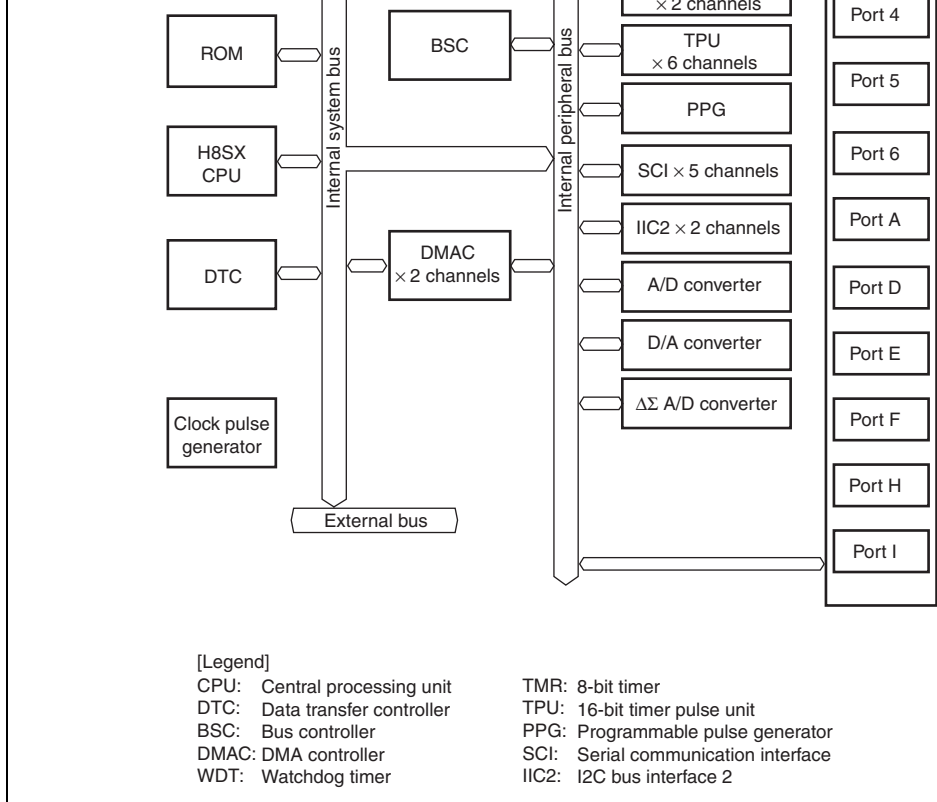 × 2 channels
ROM
H8SX
CPU
DTC
Clock pulse
generator
Internal system bus
External bus
BSC
DMAC
× 2 channels
Internal peripheral bus
TPU
× 6 channels
PPG
SCI × 5 channels
IIC2 × 2 channels
A/D converter
D/A converter
ΔΣ A/D converter
Port 4
Port 5
Port 6
Port A
Port D
Port E
Port F
Port H
Port I
[Legend]
CPU: Central processing unit
DTC: Data transfer controller
BSC: Bus controller
DMAC: DMA controller
WDT: Watchdog timer
TMR: 8-bit timer
TPU: 16-bit timer pulse unit
PPG: Programmable pulse generator
SCI: Serial communication interface
IIC2: I2C bus interface 2